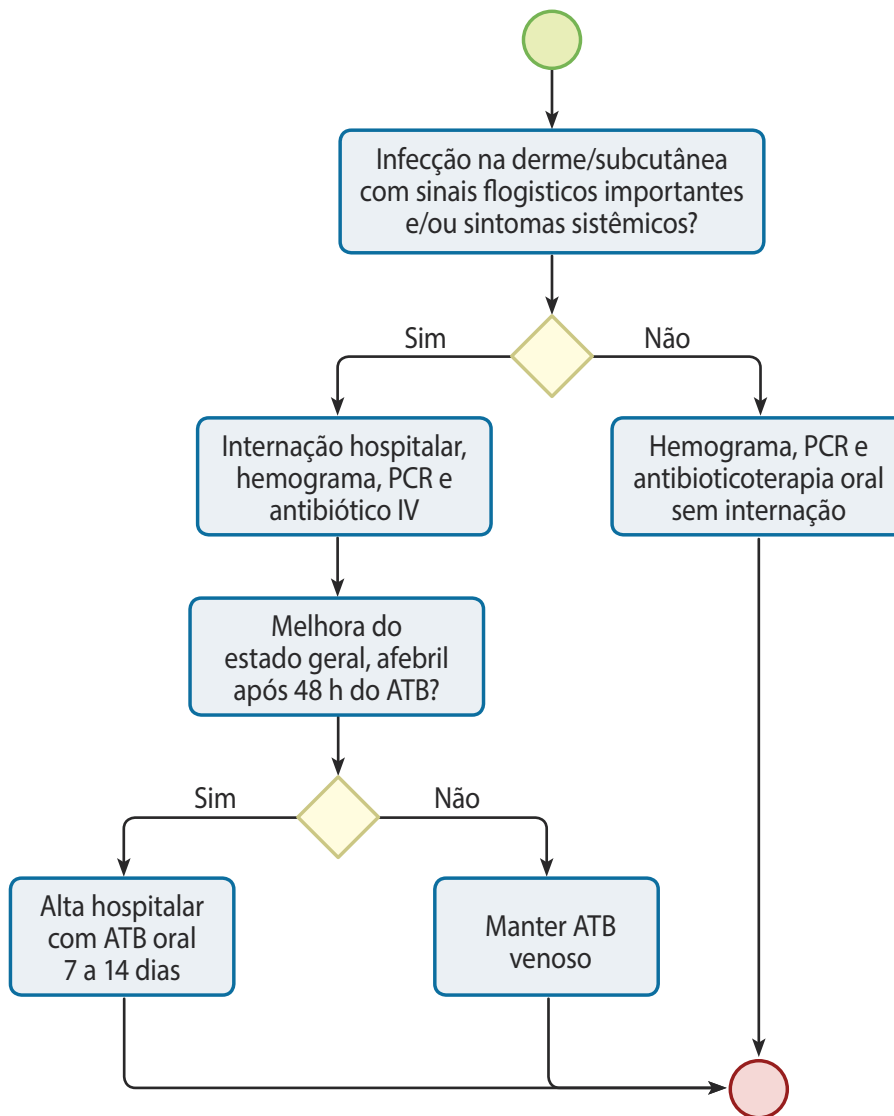 Infecção na derme/subcutânea
com sinais flogisticos importantes
e/ou sintomas sistêmicos?
Sim
Não
Internação hospitalar,
hemograma, PCR e
antibiótico IV
Hemograma, PCR e
antibioticoterapia oral
sem internação
Melhora do
estado geral, afebril
após 48 h do ATB?
Sim
Não
Alta hospitalar
com ATB oral
7 a 14 dias
Manter ATB
venoso